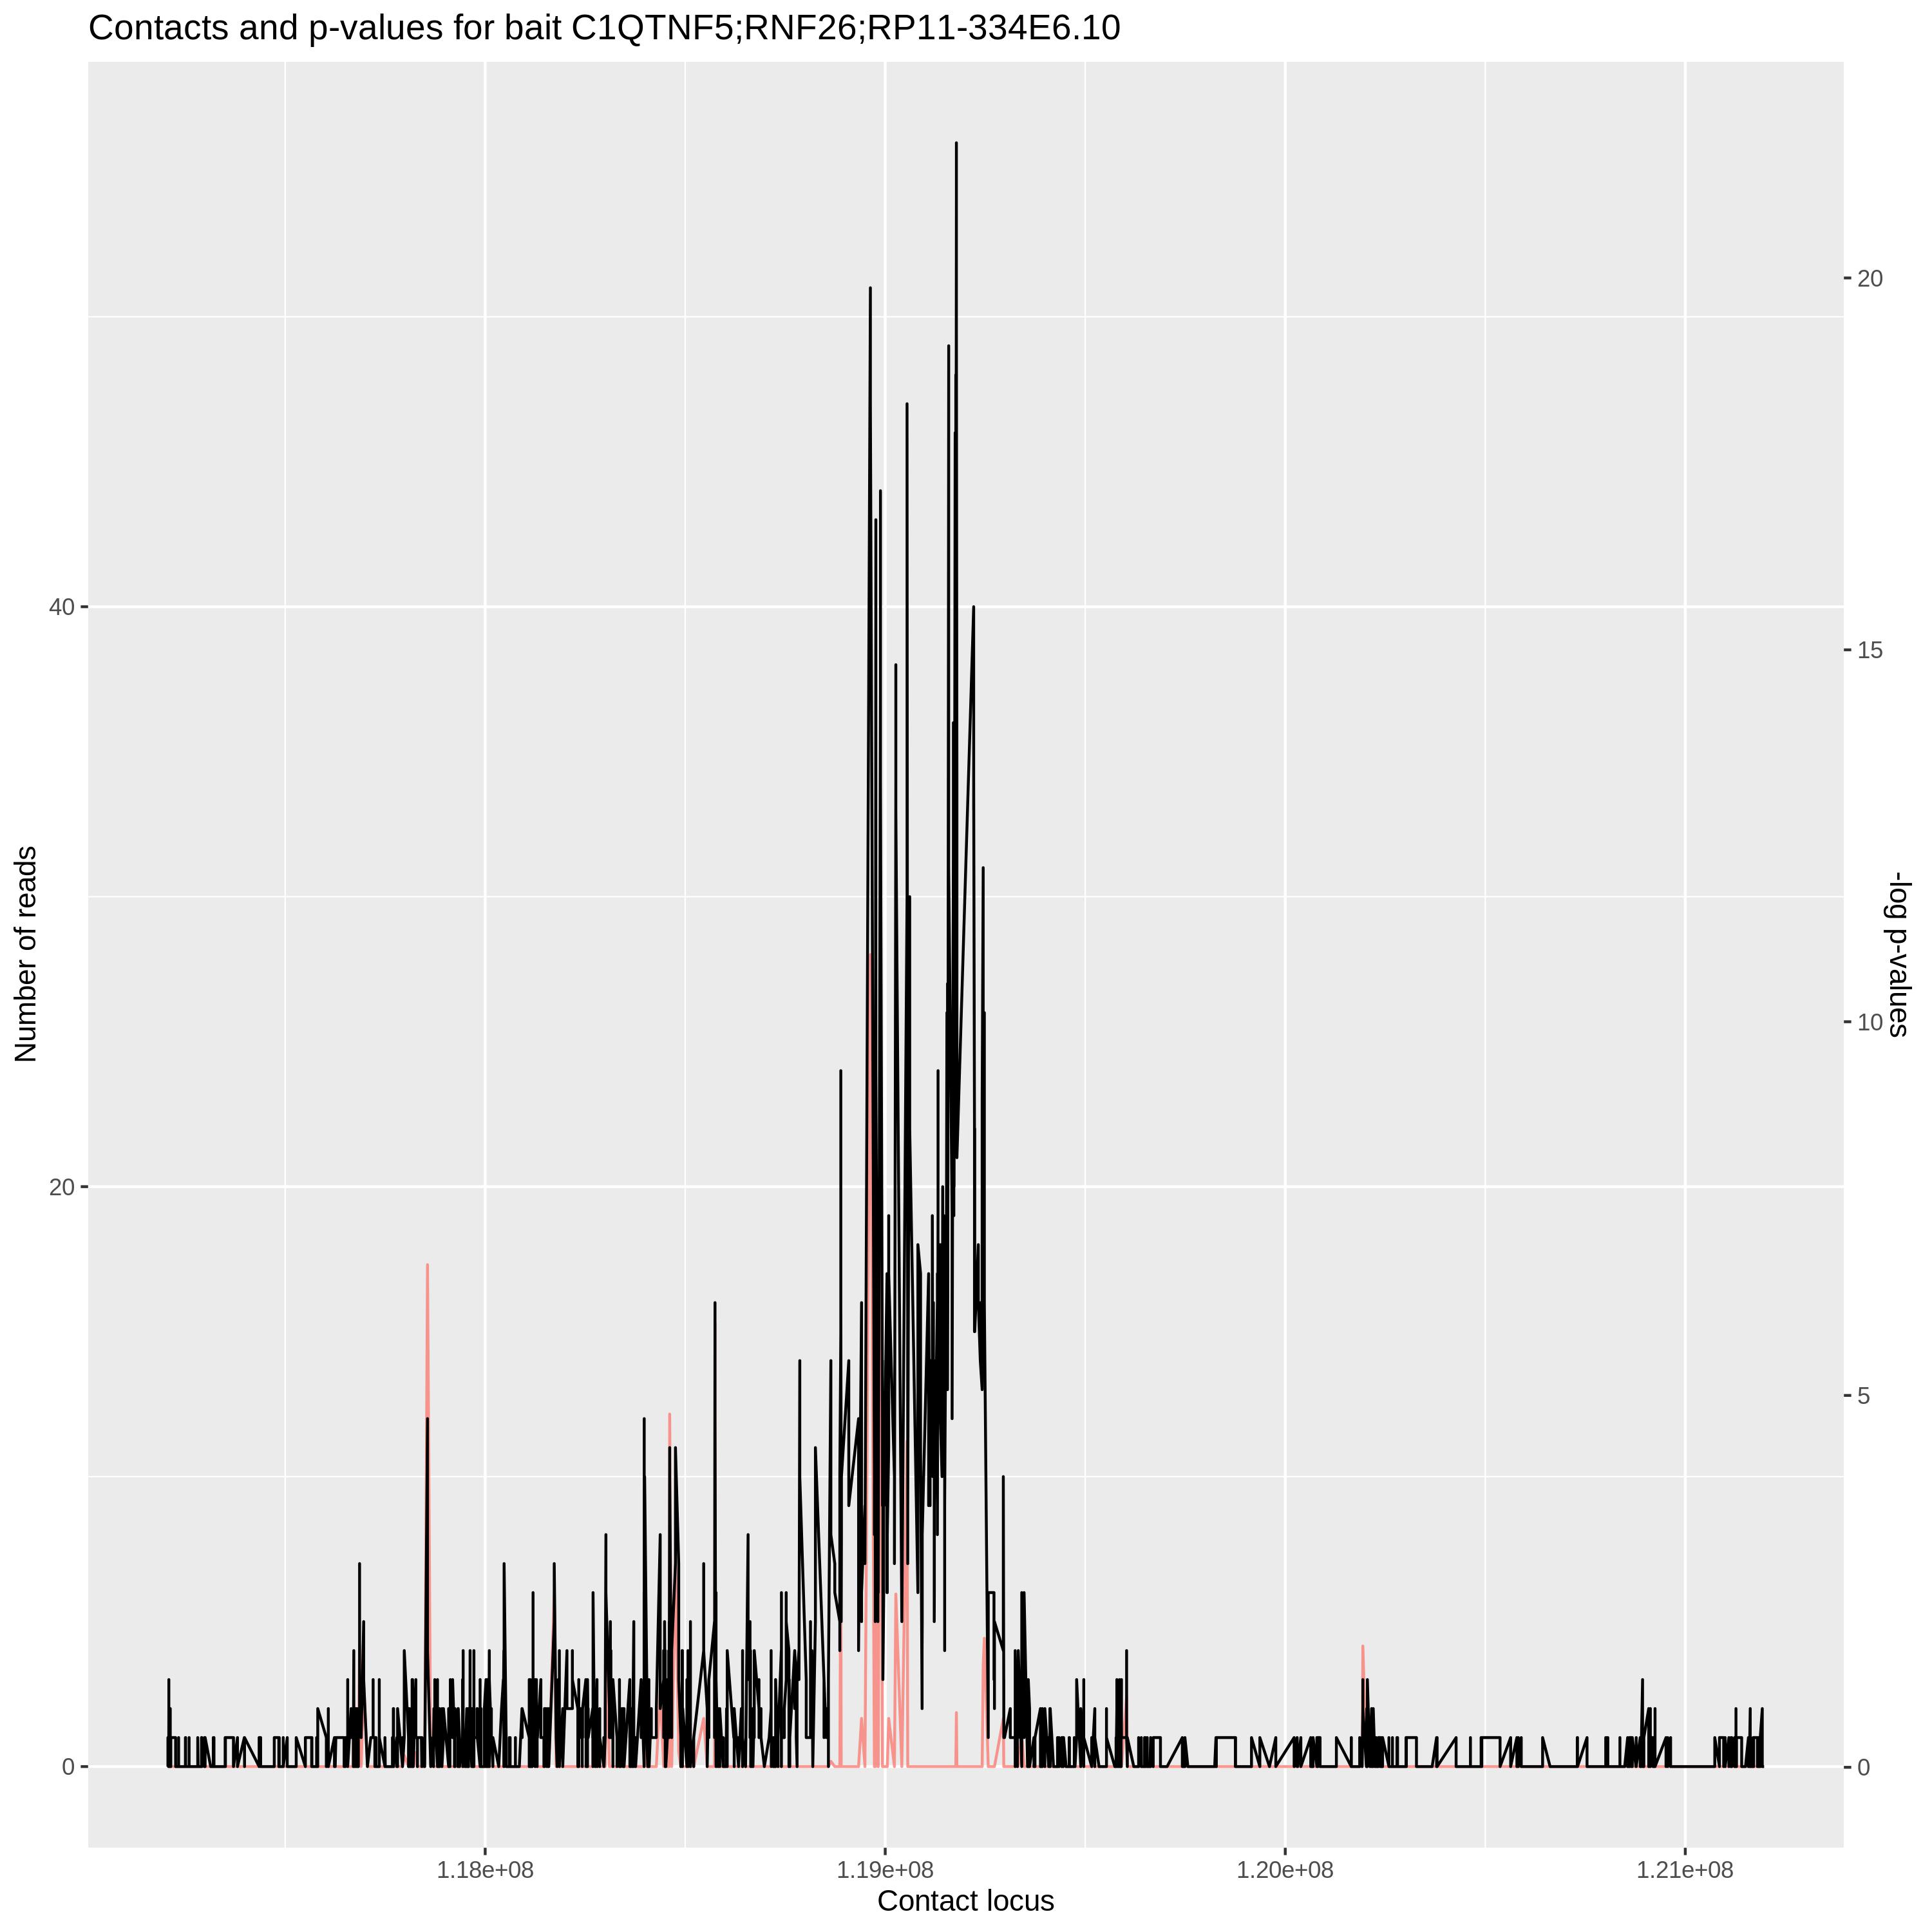 Contacts and p-values for bait C1QTNF5;RNF26;RP11-334E6.10
Number of reads
40
20
0
20
15
10
5
0
-log p-values
1.18e+08 1.19e+08 1.20e+08 1.21e+08
Contact locus